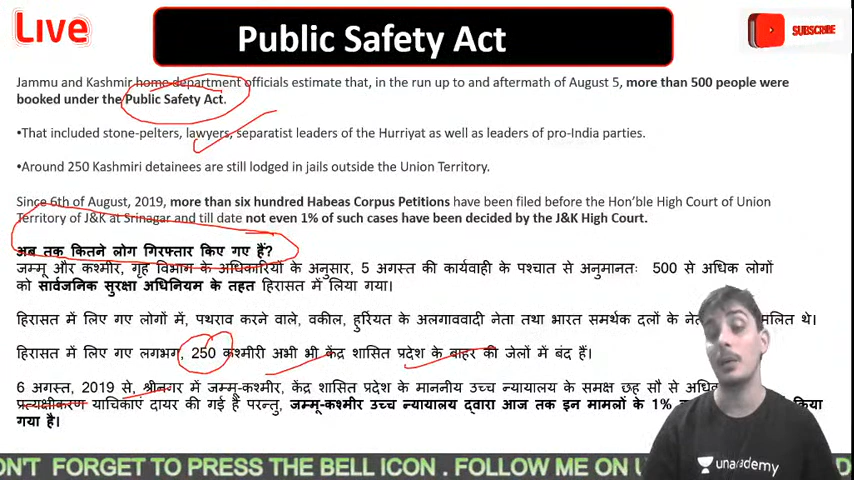 Live
Public Safety Act
SUBSCRIBE
Jammu and Kashmir home department officials estimate that, in the run up to and aftermath of August 5, more than 500 people were
booked under the Public Safety Act.
•That included stone-pelters, lawyers, separatist leaders of the Hurriyat as well as leaders of pro-India parties.
•Around 250 Kashmiri detainees are still lodged in jails outside the Union Territory.
Since 6th of August, 2019, more than six hundred Habeas Corpus Petitions have been filed before the Hon'ble High Court of Union
Territory of J&K at Srinagar and till date not even 1% of such cases have been decided by the J&K High Court.
अब तक कितने लोग गिरफ्तार किए गए हैं?
जम्मू और कश्मीर, गृह विभाग के अधिकारियों के अनुसार, 5 अगस्त की कार्यवाही के पश्चात से अनुमानतः 500 से अधिक लोगों
को सार्वजनिक सुरक्षा अधिनियम के तहत हिरासत में लिया गया।
हिरासत में लिए गए लोगों में, पथराव करने वाले, वकील, हुर्रियत के अलगाववादी नेता तथा भारत समर्थक दलों के थे।
हिरासत में लिए गए लगभग, 250 कश्मीरी अभी भी केंद्र शासित प्रदेश के बाहर की जेलों में बंद हैं।
6 अगस्त, 2019 से, श्रीनगर में जम्मू-कश्मीर, केंद्र शासित प्रदेश के माननीय उच्च न्यायालय के समक्ष छह सौ से
प्रत्यक्षीकरण याचिकाएं दायर की गई हैं परन्तु, जम्मू-कश्मीर उच्च न्यायालय द्वारा आज तक इन मामलों के 1% किया
गया है।
unacademy
FORGET TO PRESS THE BELL ICON . FOLLOW ME ON